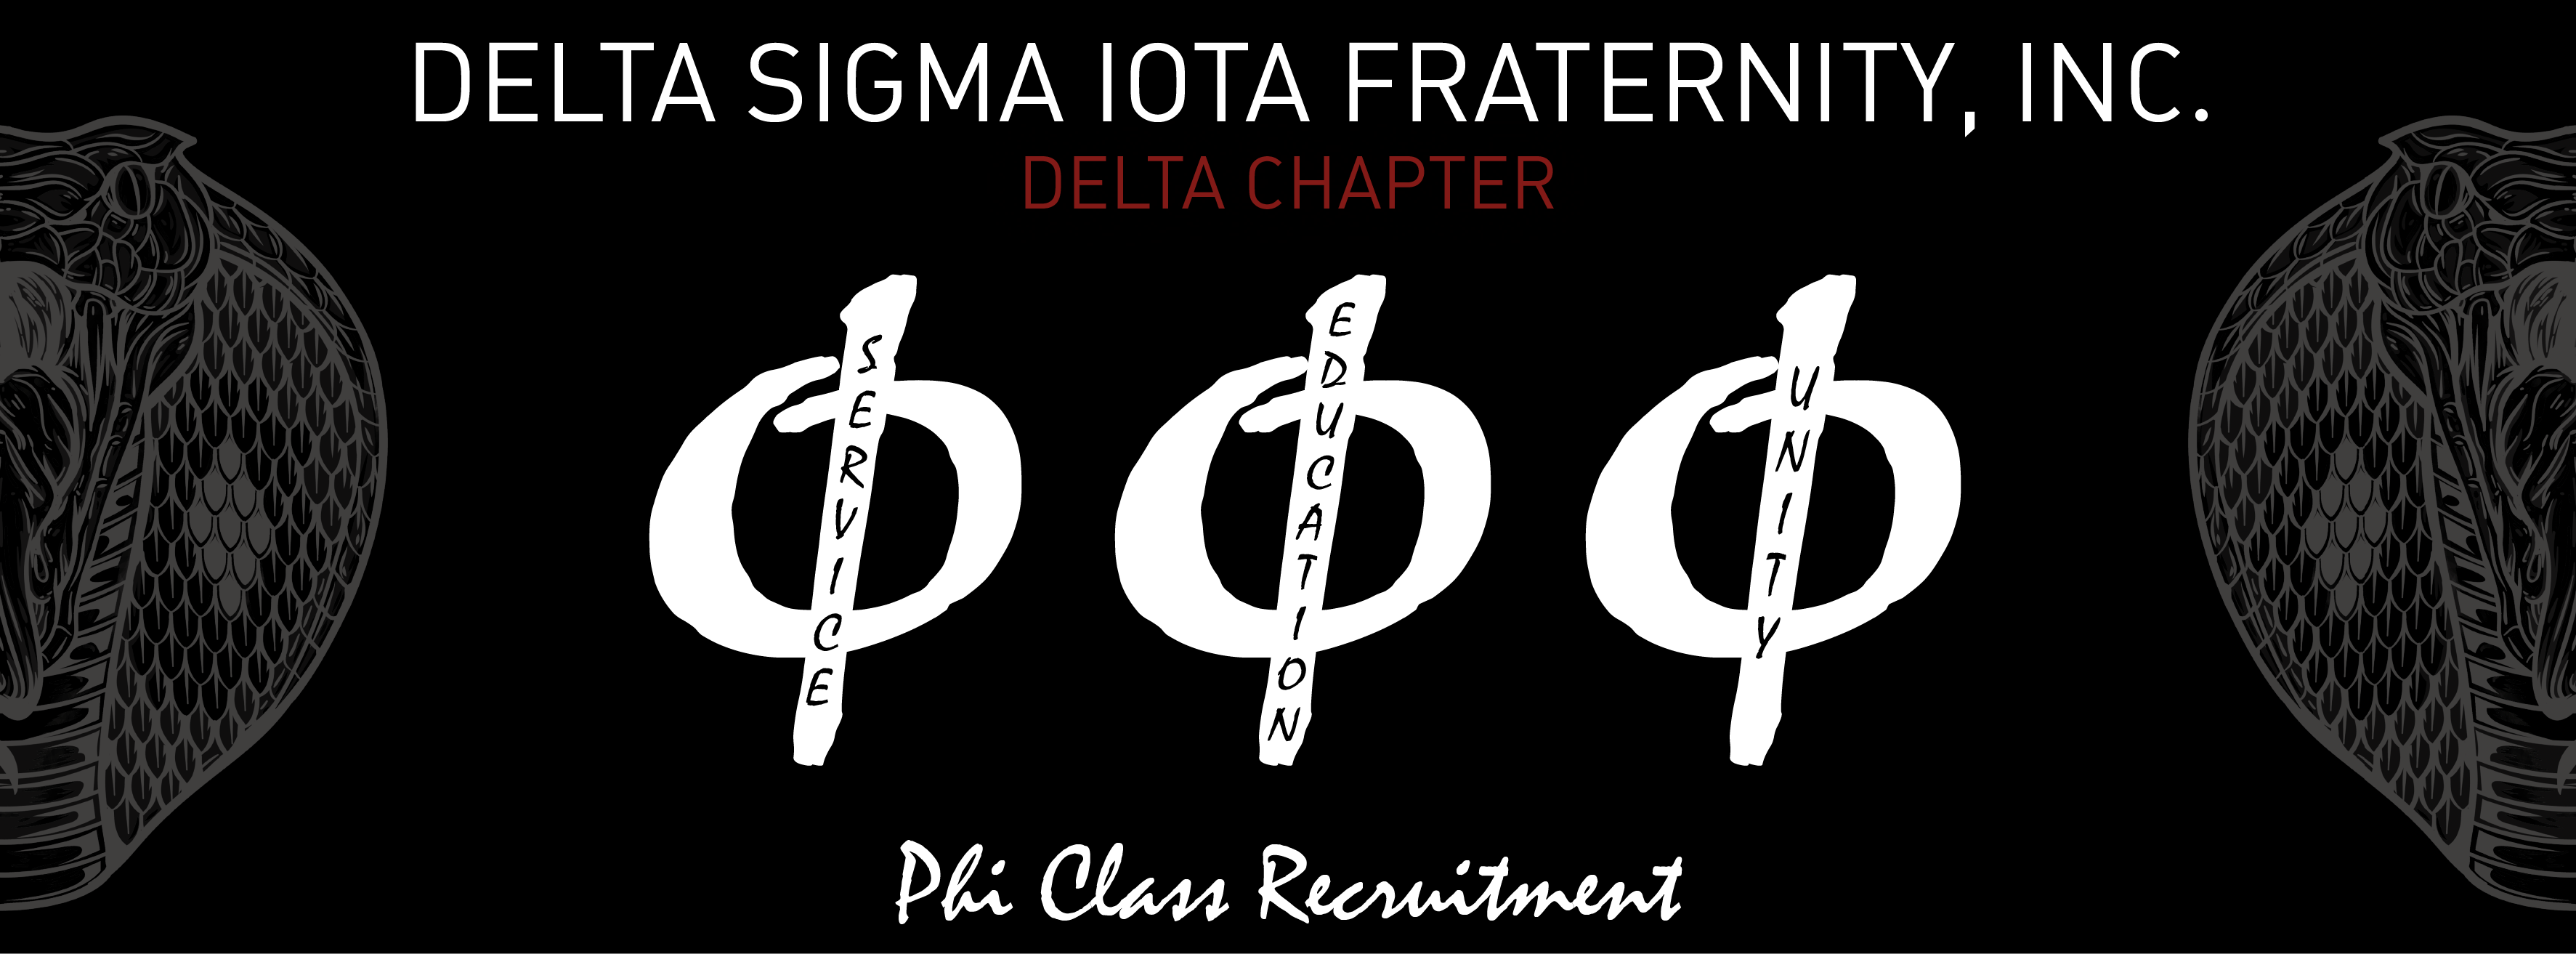 DELTA SIGMA IOTA FRATERNITY, INC.
DELTA CHAPTER
Φ Φ Φ
SERVICE
EDUCATION
UNITY
Phi Class Recruitment